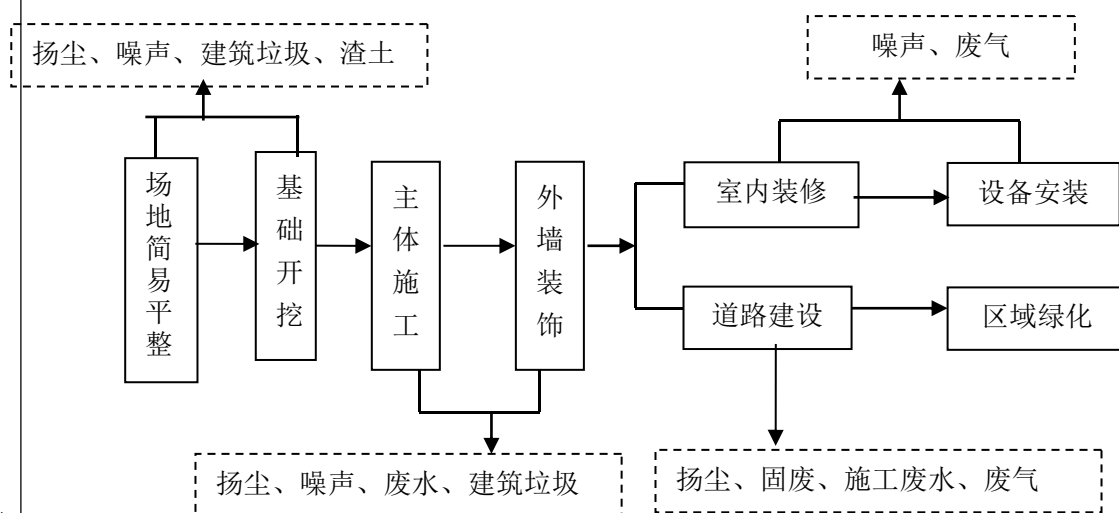 扬尘、噪声、建筑垃圾、渣土
噪声、废气
场地简易平整
基础开挖
主体施工
外墙装饰
室内装修
设备安装
道路建设
区域绿化
扬尘、噪声、废水、建筑垃圾
扬尘、固废、施工废水、废气